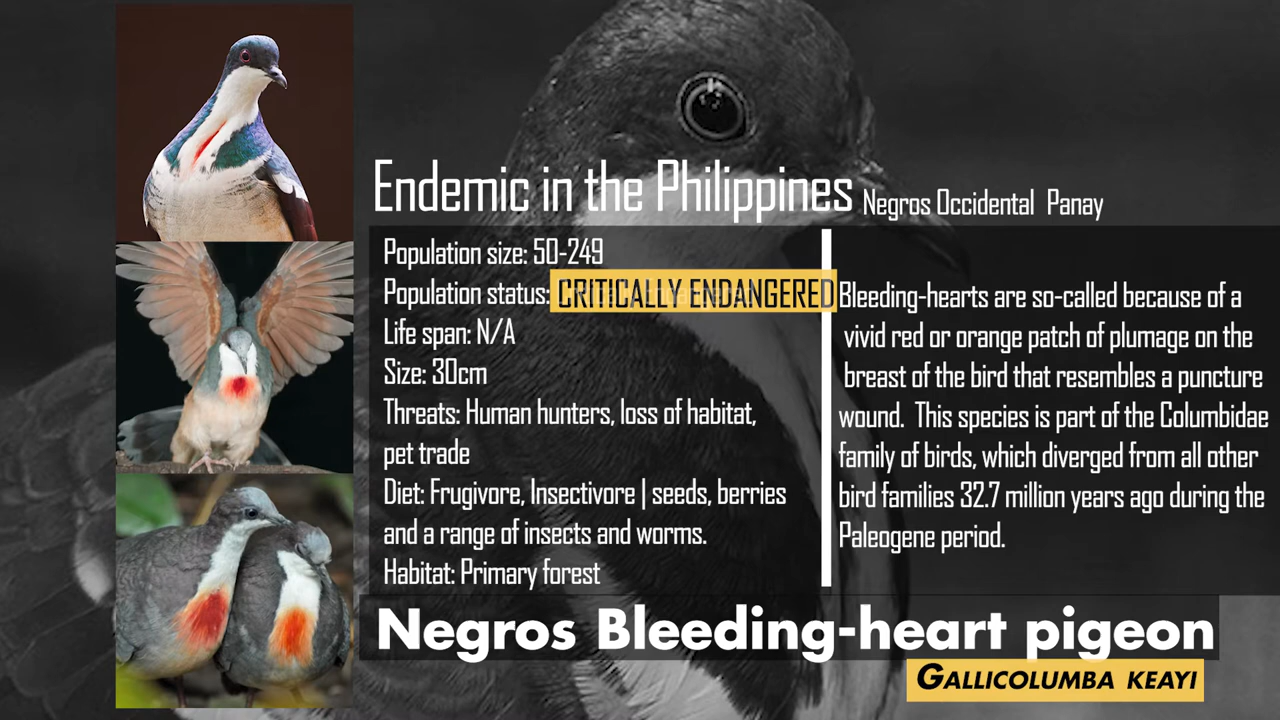 Endemic in the Philippines Negros Occidental Panay
Population size: 50-249
Population status: CRITICALLY ENDANGERED
Life span: N/A
Size: 30cm
Threats: Human hunters, loss of habitat,
pet trade
Diet: Frugivore, Insectivore | seeds, berries
and a range of insects and worms.
Habitat: Primary forest
Bleeding-hearts are so-called because of a
vivid red or orange patch of plumage on the
breast of the bird that resembles a puncture
wound. This species is part of the Columbidae
family of birds, which diverged from all other
bird families 32.7 million years ago during the
Paleogene period.
Negros Bleeding-heart pigeon
GALLICOLUMBA KEAYI